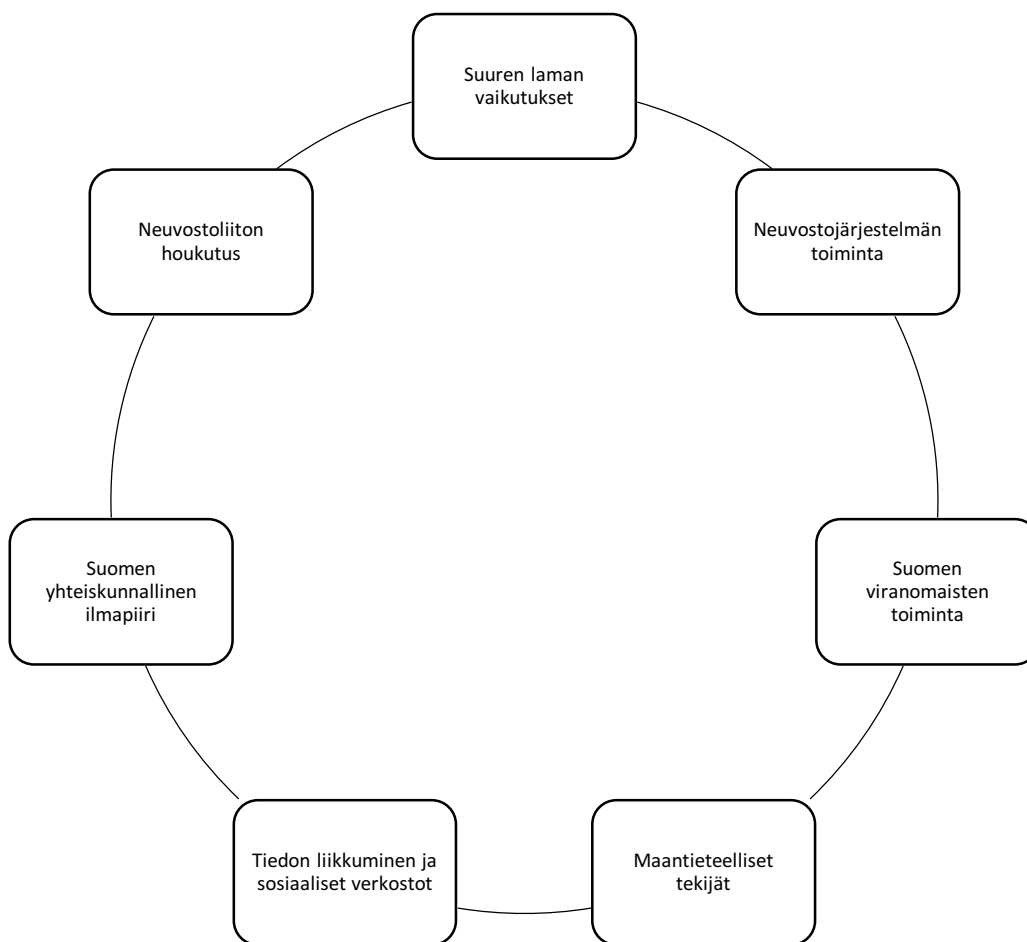 Suuren laman
vaikutukset
Neuvostoliiton
houkutus
Neuvostojärjestelmän
toiminta
Suomen
yhteiskunnallinen
ilmapiiri
Suomen
viranomaisten
toiminta
Tiedon liikkuminen ja
sosiaaliset verkostot
Maantieteelliset
tekijät